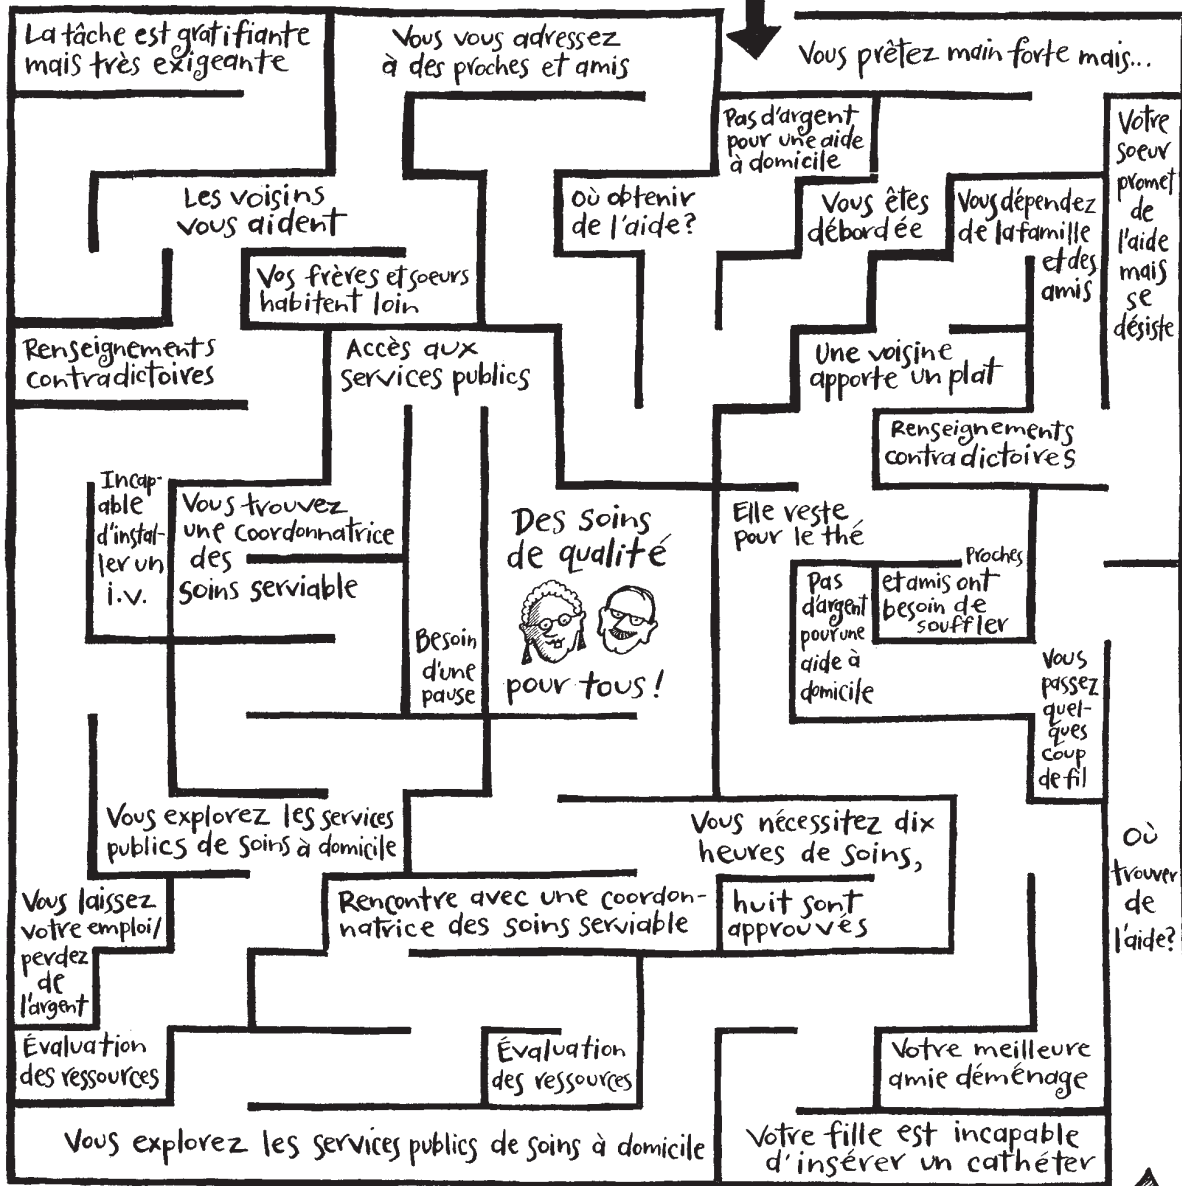 La tâche est gratifiante
mais très exigeante
Vous vous adressez
à des proches et amis
Vous prêtez main forte mais...
Pas d'argent
pour une aide
à domicile
Votre
soeur
promet
de
l'aide
mais
se
désiste
Les voisins
vous aident
Où obtenir
de l'aide?
Vous êtes
débordée
Vous dépendez
de la famille
et des
amis
Vos frères et soeurs
habitent loin
Renseignements
contradictoires
Accès aux
services publics
Une voisine
apporte un plat
Renseignements
contradictoires
Incap-
able
d'instal-
ler un
i.v.
Vous trouvez
une coordonnatrice
des
soins serviable
Des soins
de qualité
pour tous!
Elle reste
pour le thé
Proches
et amis ont
besoin de
souffler
Pas
d'argent
pour une
aide à
domicile
Besoin
d'une
pause
Vous
passez
quel-
ques
coup
de fil
Vous explorez les services
publics de soins à domicile
Vous nécessitez dix
heures de soins,
huit sont
approuvés
Où
trouver
de
l'aide?
Vous laissez
votre emploi/
perdez
de
l'argent
Rencontre avec une coordon-
natrice des soins serviable
Évaluation
des ressources
Évaluation
des ressources
Votre meilleure
amie déménage
Vous explorez les services publics de soins à domicile
Votre fille est incapable
d'insérer un cathéter